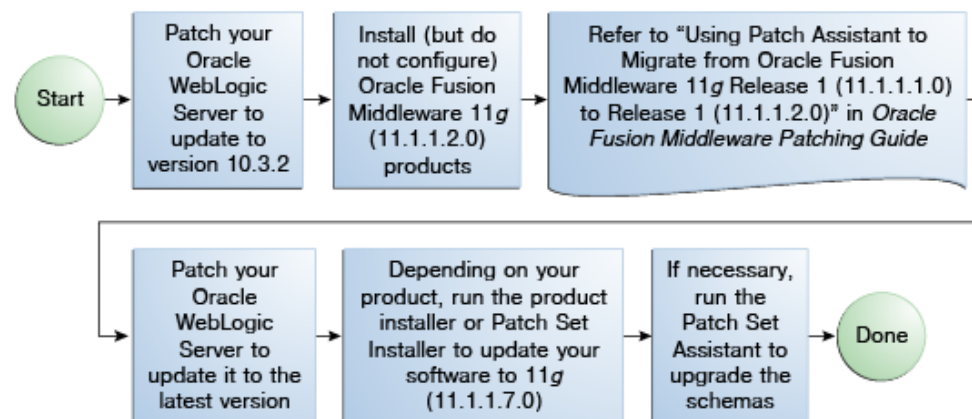 Start
Patch your
Oracle
WebLogic
Server to
update to
version 10.3.2
Install (but do
not configure)
Oracle Fusion
Middleware 11g
(11.1.1.2.0)
products
Refer to “Using Patch Assistant to
Migrate from Oracle Fusion
Middleware 11g Release 1 (11.1.1.1.0)
to Release 1 (11.1.1.2.0)” in Oracle
Fusion Middleware Patching Guide
Patch your
Oracle
WebLogic
Server to
update it to the
latest version
Depending on your
product, run the product
installer or Patch Set
Installer to update your
software to 11g
(11.1.1.7.0)
If necessary,
run the
Patch Set
Assistant to
upgrade the
schemas
Done